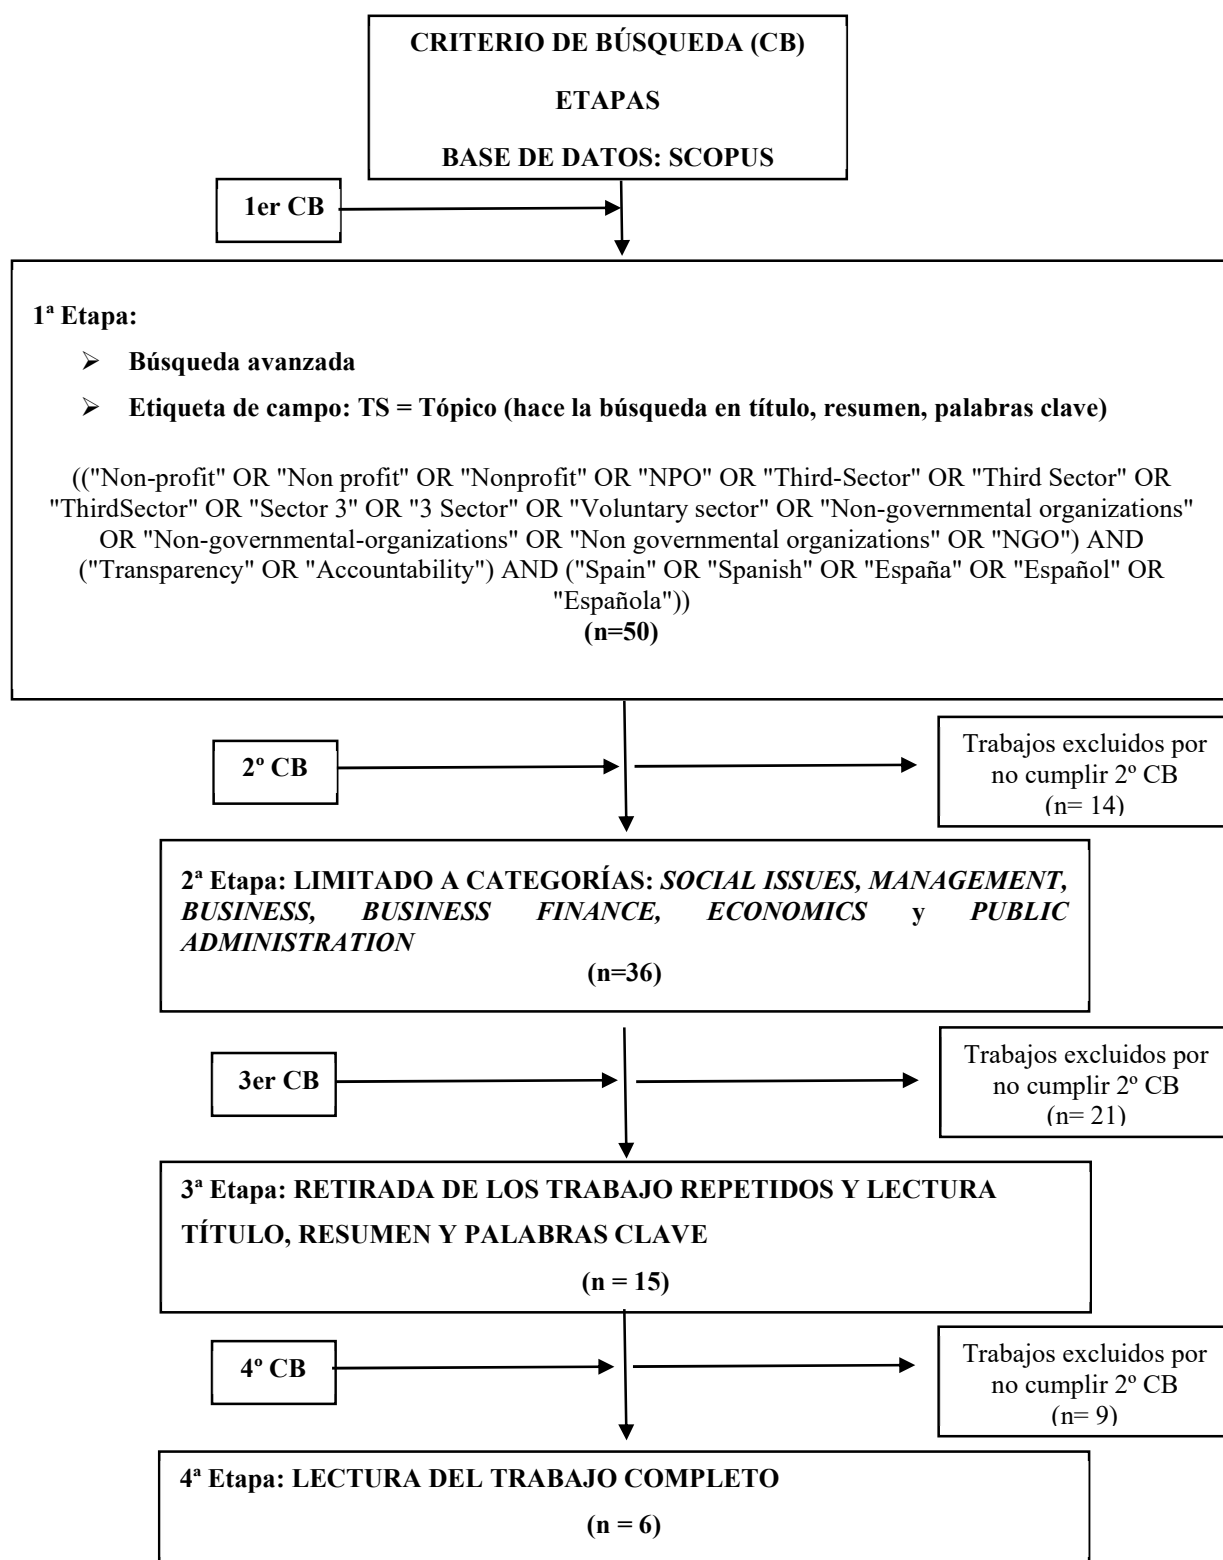 CRITERIO DE BÚSQUEDA (CB)
ETAPAS
BASE DE DATOS: SCOPUS
1er CB
1ª Etapa:
➢ Búsqueda avanzada
➢ Etiqueta de campo: TS = Tópico (hace la búsqueda en título, resumen, palabras clave)
(("Non-profit" OR "Non profit" OR "Nonprofit" OR "NPO" OR "Third-Sector" OR "Third Sector" OR
"ThirdSector" OR "Sector 3" OR "3 Sector" OR "Voluntary sector" OR "Non-governmental organizations"
OR "Non-governmental-organizations" OR "Non governmental organizations" OR "NGO") AND
("Transparency" OR "Accountability") AND ("Spain" OR "Spanish" OR "España" OR "Español" OR
"Española"))
(n=50)
2º CB
Trabajos excluidos por
no cumplir 2º CB
(n= 14)
2ª Etapa: LIMITADO A CATEGORÍAS: SOCIAL ISSUES, MANAGEMENT,
BUSINESS, BUSINESS FINANCE, ECONOMICS y PUBLIC
ADMINISTRATION
(n=36)
3er CB
Trabajos excluidos por
no cumplir 2º CB
(n= 21)
3ª Etapa: RETIRADA DE LOS TRABAJO REPETIDOS Y LECTURA
TÍTULO, RESUMEN Y PALABRAS CLAVE
(n = 15)
4º CB
Trabajos excluidos por
no cumplir 2º CB
(n= 9)
4ª Etapa: LECTURA DEL TRABAJO COMPLETO
(n = 6)